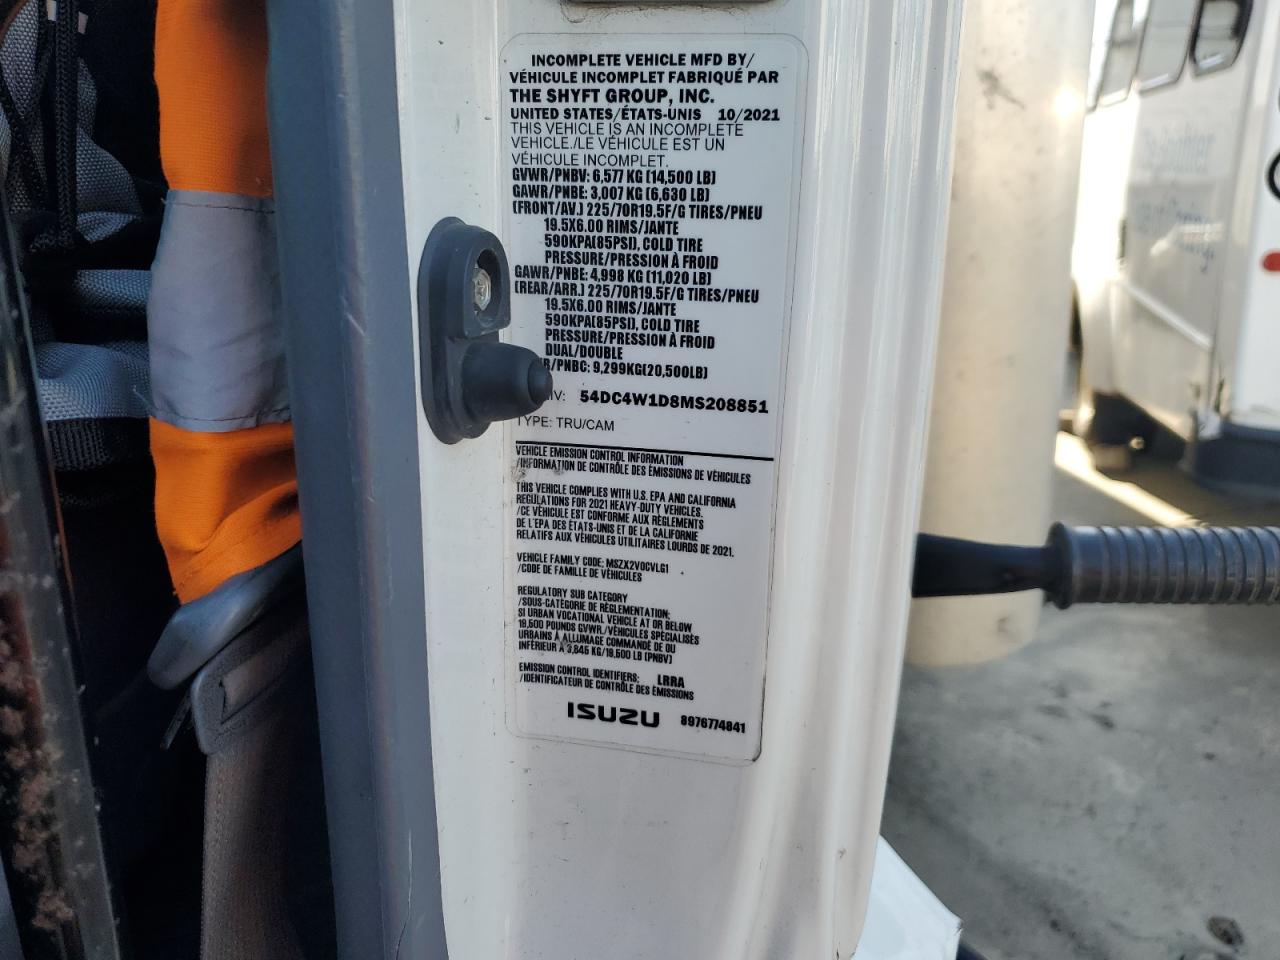 INCOMPLETE VEHICLE MFD BY/
VÉHICULE INCOMPLET FABRIQUÉ PAR
THE SHYFT GROUP, INC.
UNITED STATES/ÉTATS-UNIS 10/2021
THIS VEHICLE IS AN INCOMPLETE
VEHICLE./LE VÉHICULE EST UN
VÉHICULE INCOMPLET.
GVWR/PNBV: 6,577 KG (14,500 LB)
GAWR/PNBE: 3,007 KG (6,630 LB)
(FRONT/AV.) 225/70R19.5F/G TIRES/PNEU
19.5X6.00 RIMS/JANTE
590KPA(85PSI), COLD TIRE
PRESSURE/PRESSION À FROID
GAWR/PNBE: 4,998 KG (11,020 LB)
(REAR/ARR.) 225/70R19.5F/G TIRES/PNEU
19.5X6.00 RIMS/JANTE
590KPA(85PSI), COLD TIRE
PRESSURE/PRESSION À FROID
DUAL/DOUBLE
R/PNBC: 9,299KG(20,500LB)
IV: 54DC4W1D8MS208851
TYPE: TRU/CAM
VEHICLE EMISSION CONTROL INFORMATION
/INFORMATION DE CONTRÔLE DES ÉMISSIONS DE VÉHICULES
THIS VEHICLE COMPLIES WITH U.S. EPA AND CALIFORNIA
REGULATIONS FOR 2021 HEAVY-DUTY VEHICLES.
/CE VÉHICULE EST CONFORME AUX RÈGLEMENTS
DE L'EPA DES ÉTATS-UNIS ET DE LA CALIFORNIE
RELATIFS AUX VÉHICULES UTILITAIRES LOURDS DE 2021.
VEHICLE FAMILY CODE: MSZX2VOCVLG1
/CODE DE FAMILLE DE VÉHICULES
REGULATORY SUB CATEGORY
/SOUS-CATÉGORIE DE RÉGLEMENTATION:
SI URBAN VOCATIONAL VEHICLE AT OR BELOW
19,500 POUNDS GVWR./VÉHICULES SPÉCIALISÉS
URBAINS À ALLUMAGE COMMANDÉ DE OU
INFÉRIEUR À 8,845 KG/19,500 LB (PNBV)
EMISSION CONTROL IDENTIFIERS: LRRA
/IDENTIFICATEUR DE CONTRÔLE DES ÉMISSIONS
ISUZU 8976774841